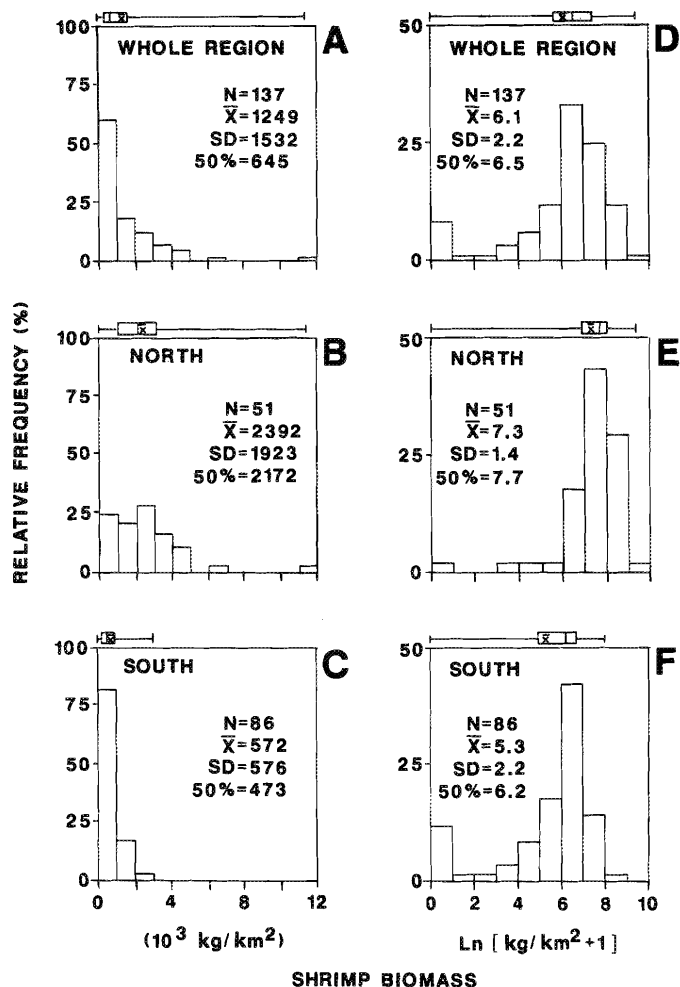 A
WHOLE REGION
N=137
X̅=1249
SD=1532
50%=645
100
75
50
25
0
D
WHOLE REGION
N=137
X̅=6.1
SD=2.2
50%=6.5
50
25
0
B
NORTH
N=51
X̅=2392
SD=1923
50%=2172
100
75
50
25
0
E
NORTH
N=51
X̅=7.3
SD=1.4
50%=7.7
50
25
0
C
SOUTH
N=86
X̅=572
SD=576
50%=473
100
75
50
25
0
0 4 8 12
(10³ kg/km²)
F
SOUTH
N=86
X̅=5.3
SD=2.2
50%=6.2
50
25
0
0 2 4 6 8 10
Ln [kg/km²+1]
RELATIVE FREQUENCY (%)
SHRIMP BIOMASS